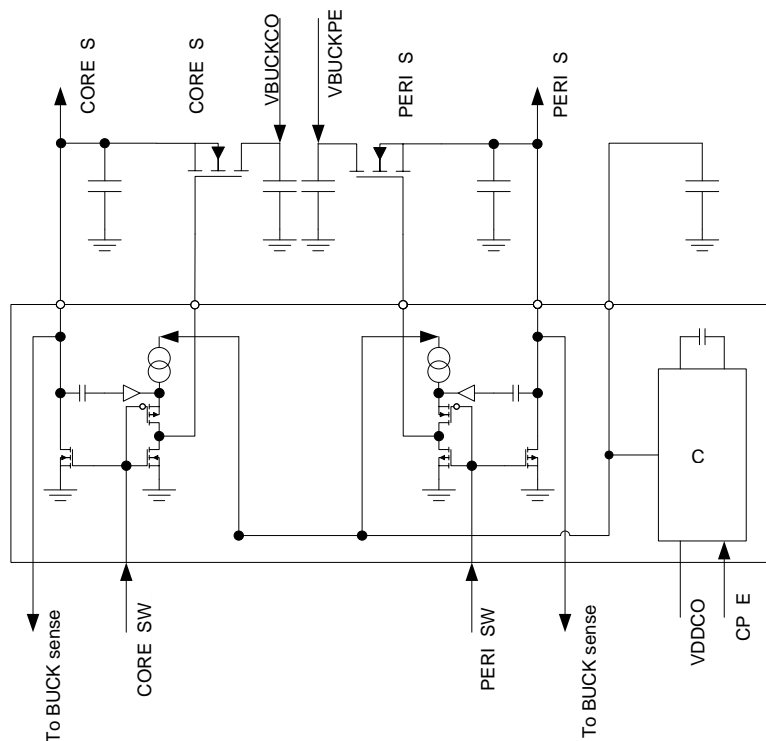 CORE S
CORE S
VBUCKCO
VBUCKPE
PERI S
PERI S
C
To BUCK sense
CORE SW
PERI SW
To BUCK sense
VDDCO
CP E